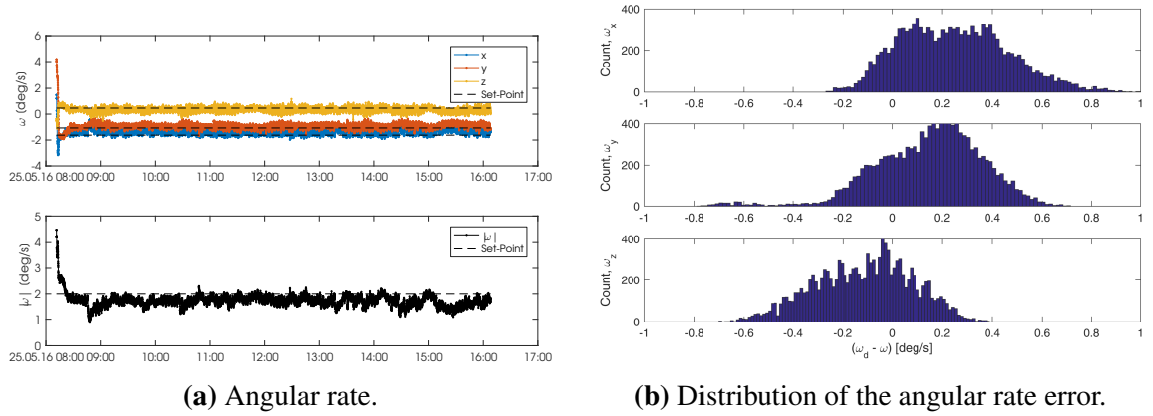 6
4
2
0
-2
-4
ω (deg/s)
x
y
z
Set-Point
25.05.16 08:00 09:00 10:00 11:00 12:00 13:00 14:00 15:00 16:00 17:00
5
4
3
2
1
0
|ω| (deg/s)
|ω|
Set-Point
25.05.16 08:00 09:00 10:00 11:00 12:00 13:00 14:00 15:00 16:00 17:00
(a) Angular rate.
400
200
0
Count, ωx
-1 -0.8 -0.6 -0.4 -0.2 0 0.2 0.4 0.6 0.8 1
400
200
0
Count, ωy
-1 -0.8 -0.6 -0.4 -0.2 0 0.2 0.4 0.6 0.8 1
400
200
0
Count, ωz
-1 -0.8 -0.6 -0.4 -0.2 0 0.2 0.4 0.6 0.8 1
(ωd - ω) [deg/s]
(b) Distribution of the angular rate error.